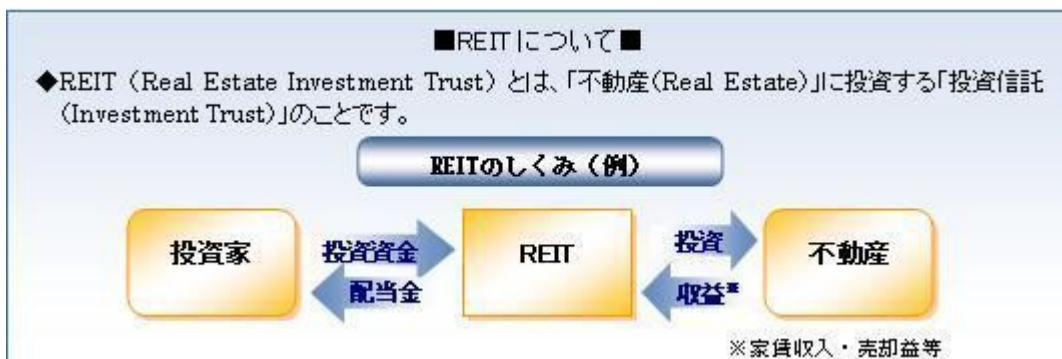 ■REITについて■
◆REIT（Real Estate Investment Trust）とは、「不動産(Real Estate)」に投資する「投資信託
(Investment Trust)」のことです。
REITのしくみ（例）
投資家
投資資金
配当金
REIT
投資
収益※
不動産
※家賃収入・売却益等